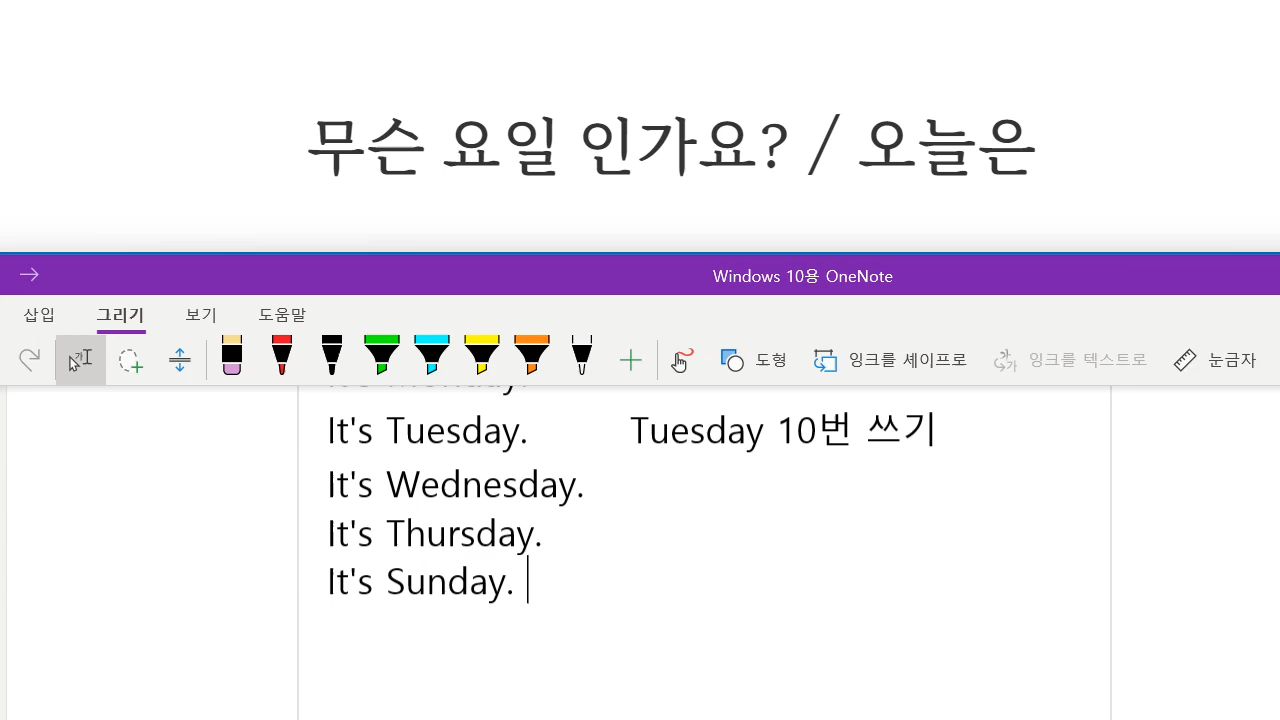 무슨 요일 인가요? / 오늘은
Windows 10용 OneNote
삽입 그리기 보기 도움말
가 도형 잉크를 셰이프로 잉크를 텍스트로 눈금자
It's Monday.
It's Tuesday. Tuesday 10번 쓰기
It's Wednesday.
It's Thursday.
It's Sunday.